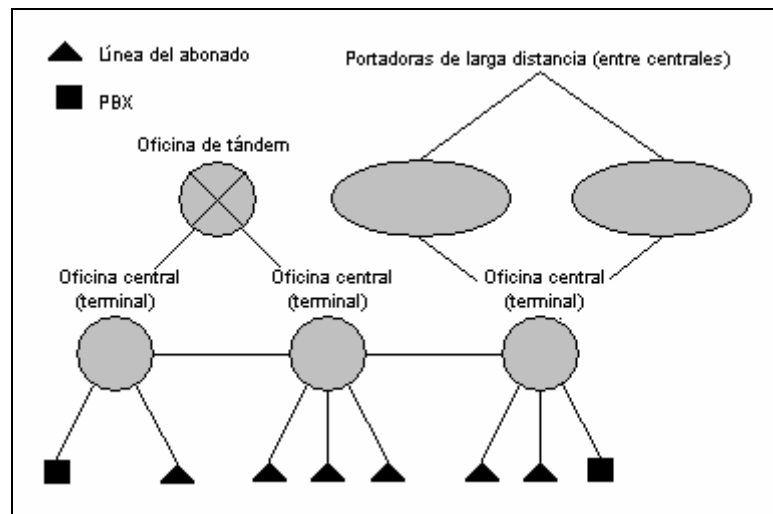 Línea del abonado
PBX
Portadoras de larga distancia (entre centrales)
Oficina de tándem
Oficina central
(terminal)
Oficina central
(terminal)
Oficina central
(terminal)